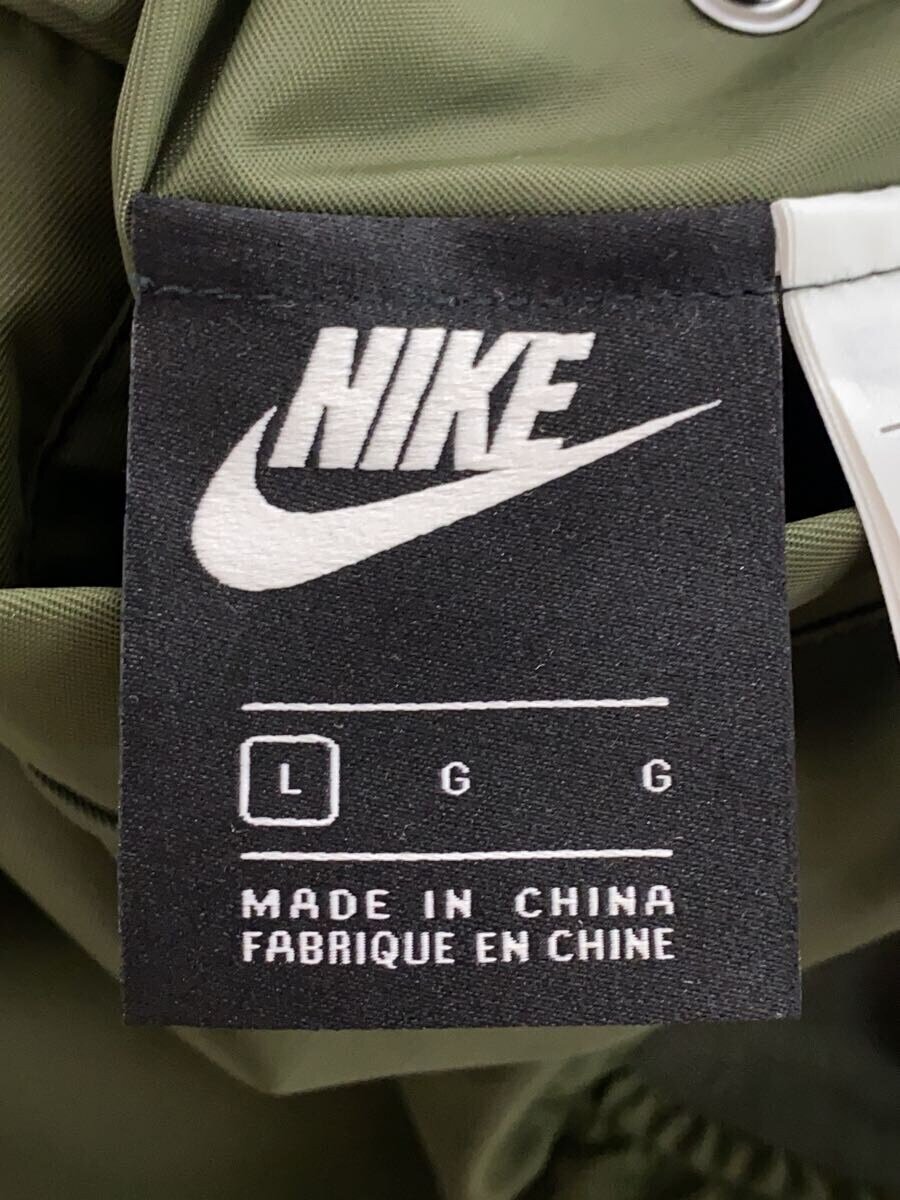 NIKE
L G G
MADE IN CHINA
FABRIQUE EN CHINE